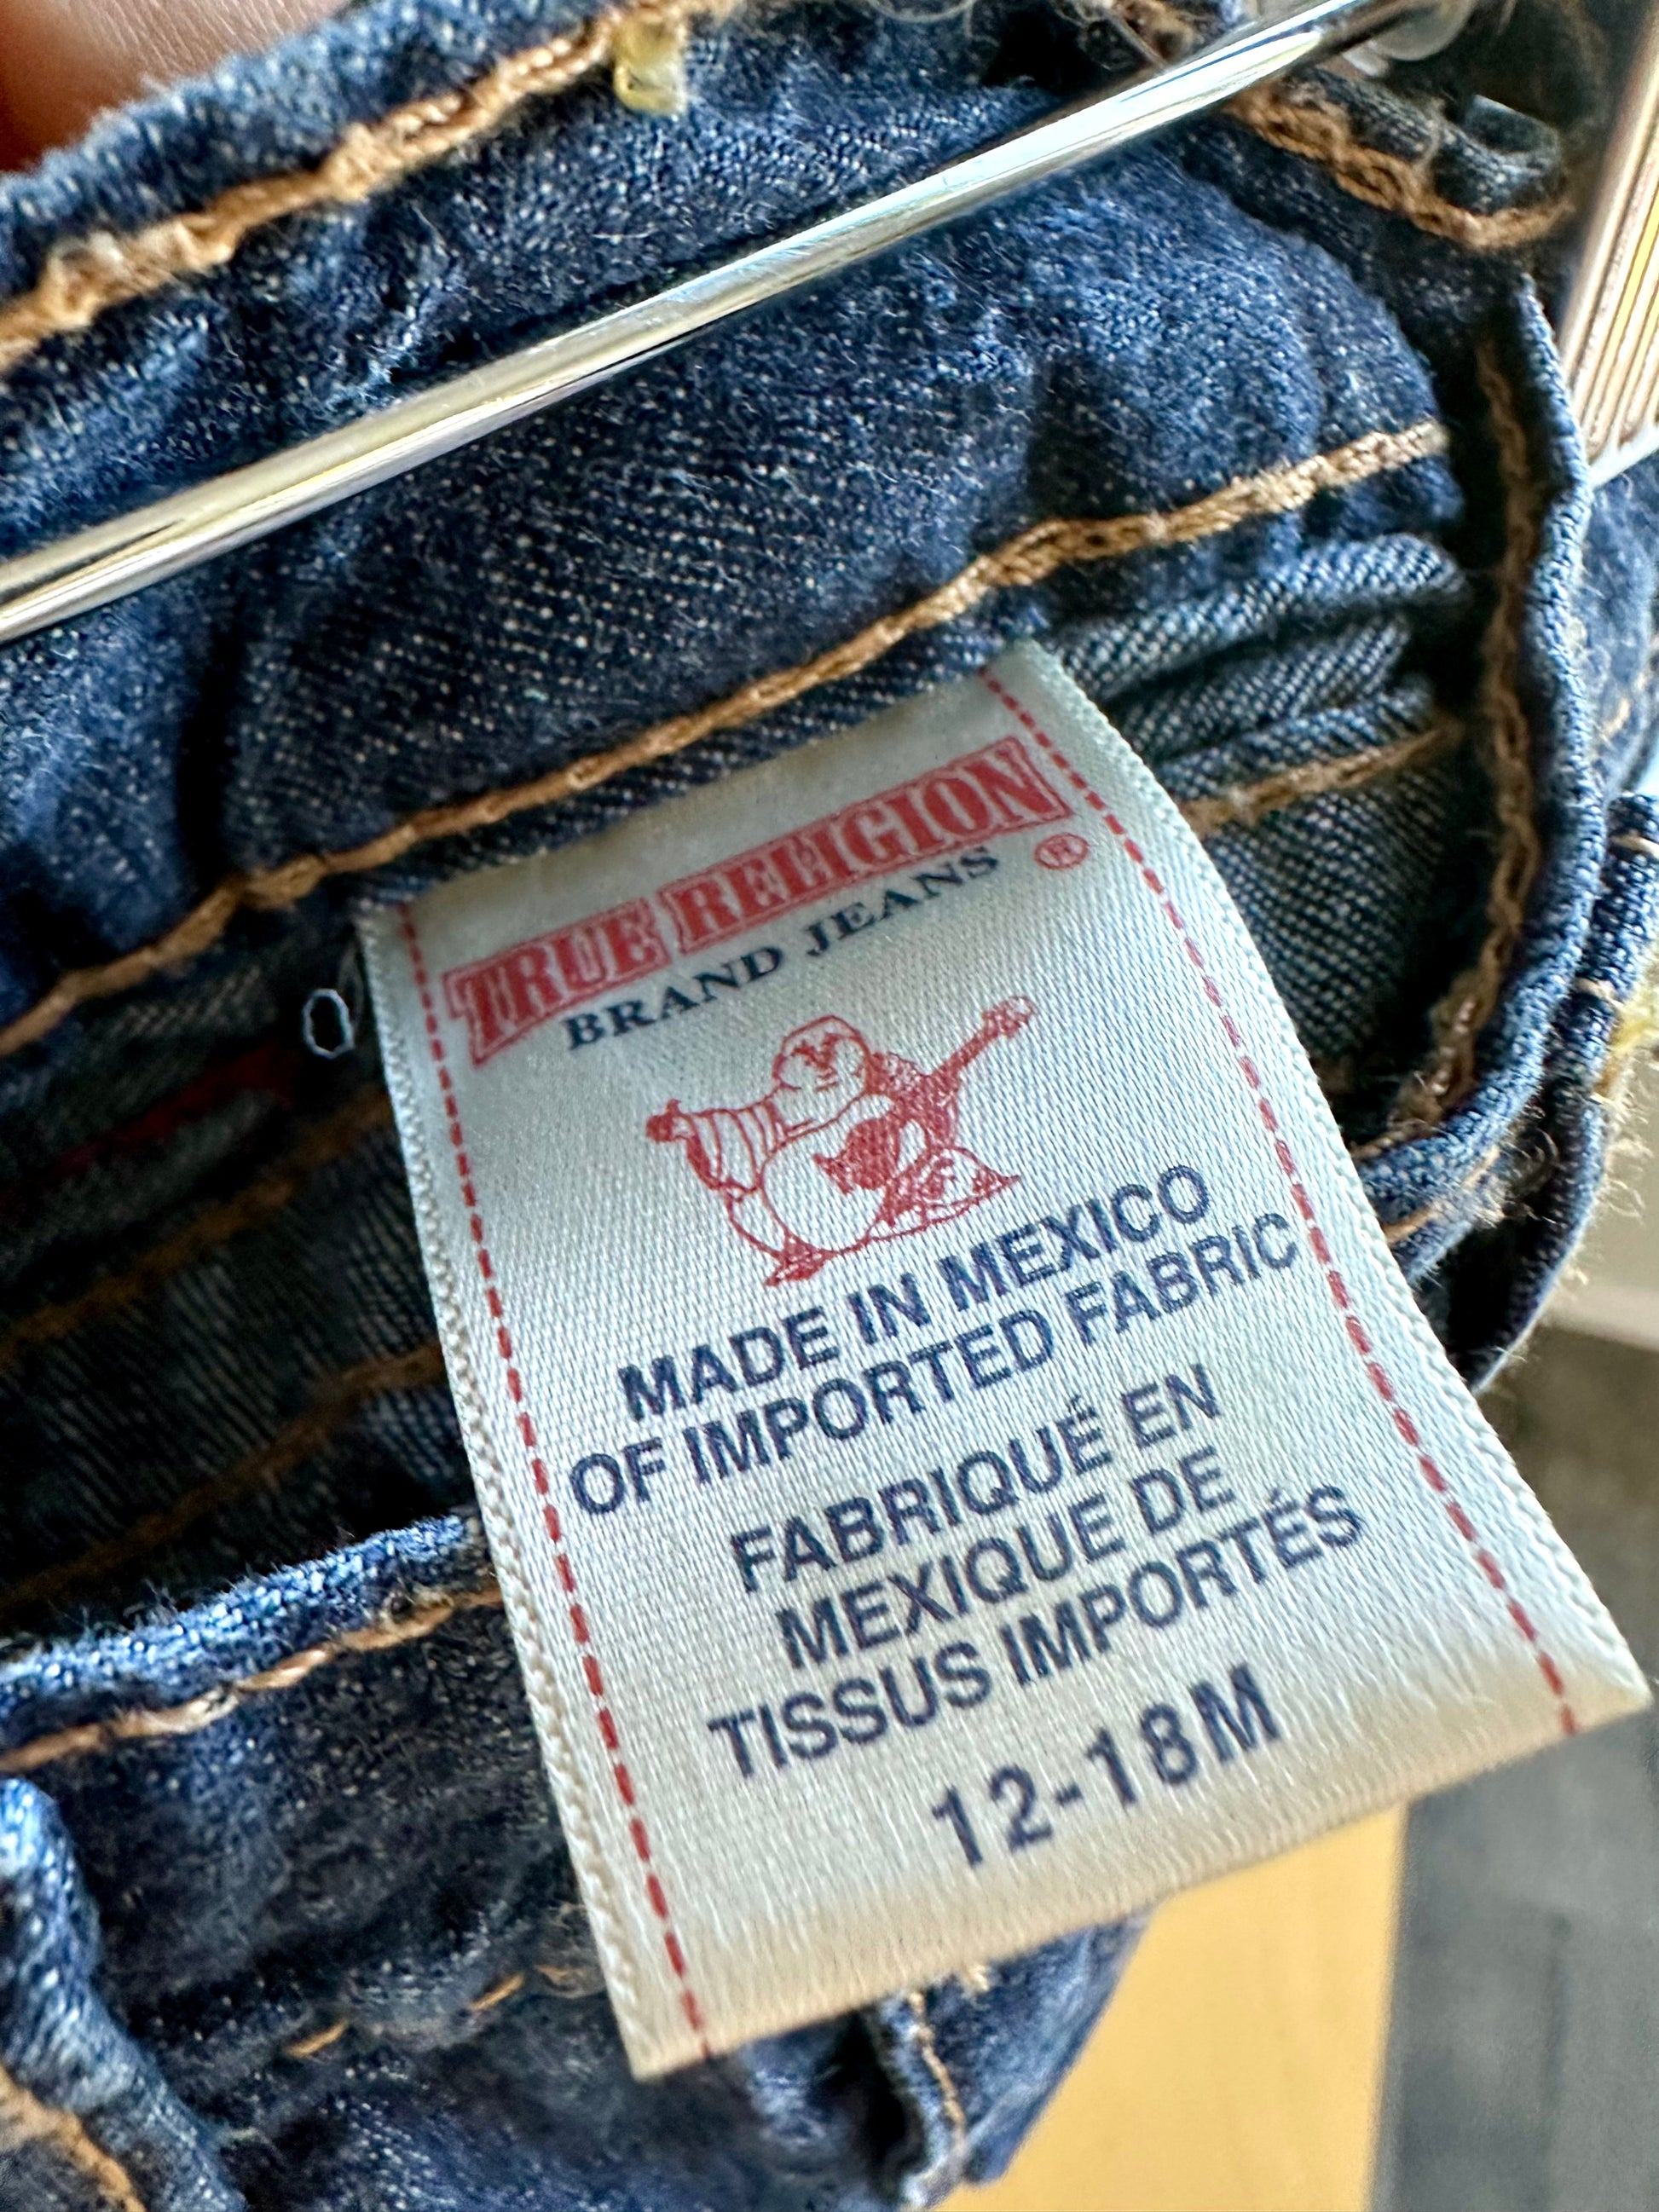 TRUE RELIGION ®
BRAND JEANS
MADE IN MEXICO
OF IMPORTED FABRIC
FABRIQUÉ EN
MEXIQUE DE
TISSUS IMPORTÉS
12-18M